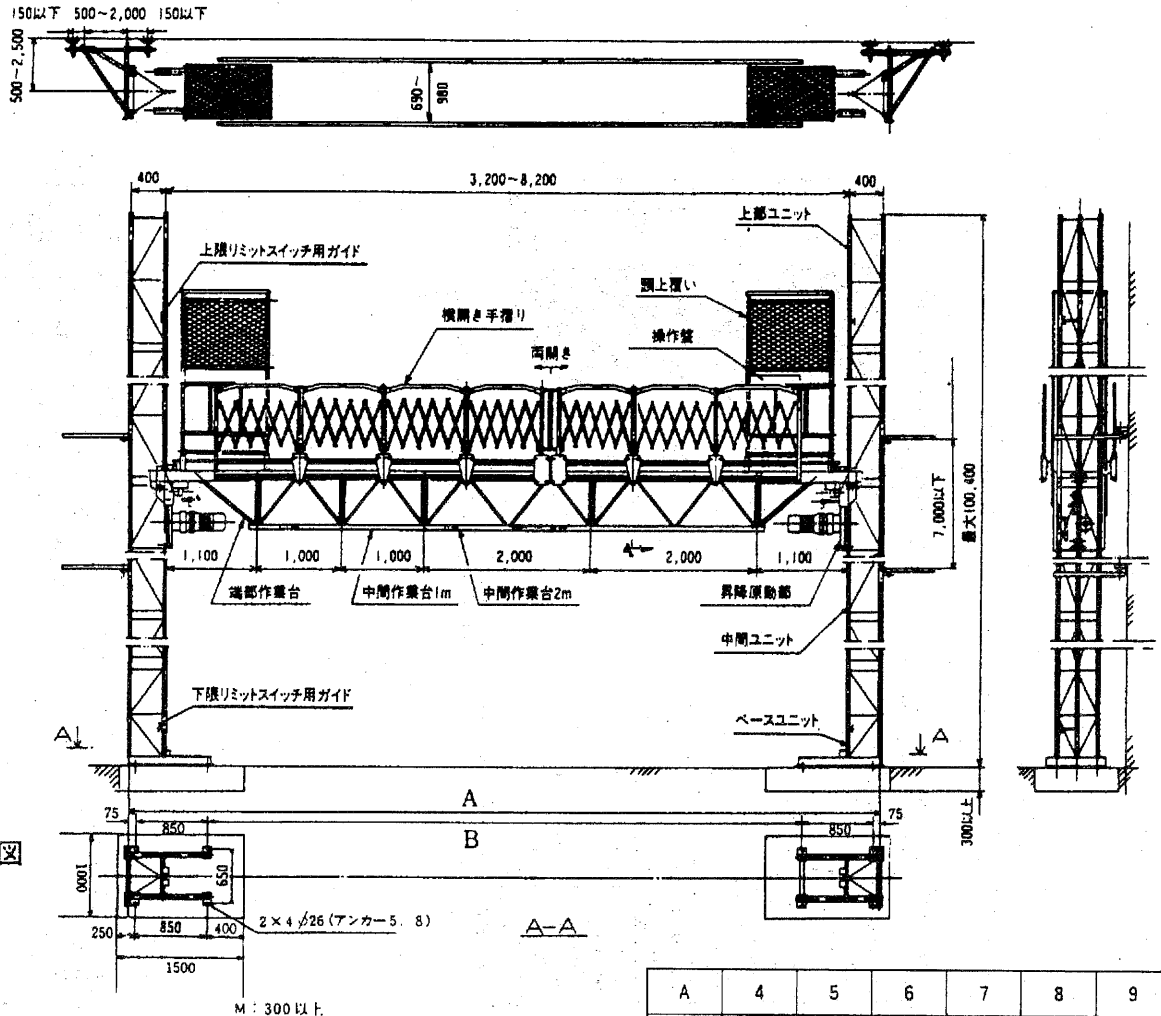 150以下 500~2,000 150以下
500~2,500
690~
980
400 3,200~8,200 400
上部ユニット
上限リミットスイッチ用ガイド
頭上覆い
横開き手摺り
両開き
操作盤
7,000以下
最大100,400
1,100 1,000 1,000 2,000 2,000 1,100
端部作業台 中間作業台1m 中間作業台2m 昇降原動部
中間ユニット
下限リミットスイッチ用ガイド
ベースユニット
A A
A
75 850 B 850 75
300以上
図
1000
650
2×4 ∮26(アンカー5.8)
250 850 400
A-A
1500
M:300以上
A 4 5 6 7 8 9